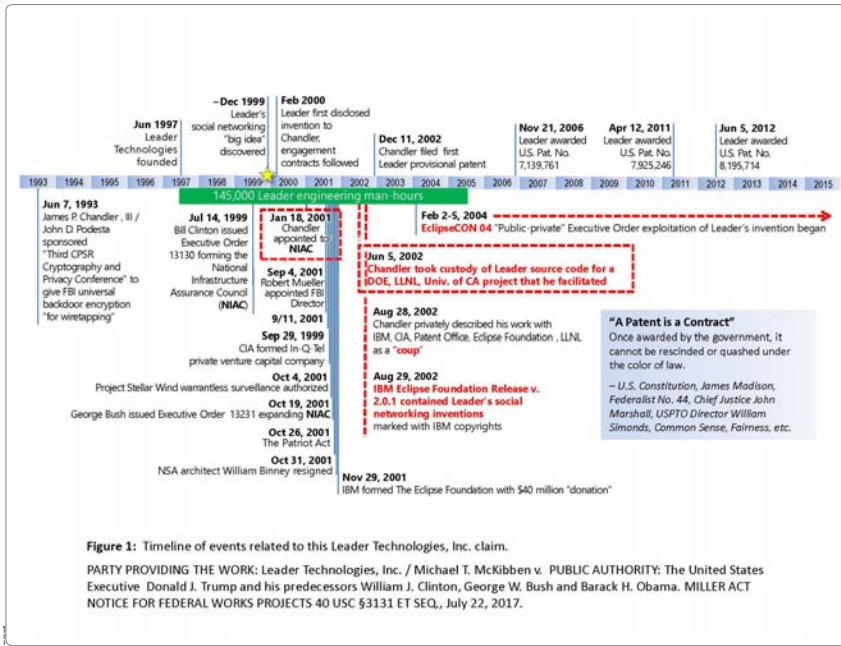 ~Dec 1999
Leader's
social networking
"big idea"
discovered
Feb 2000
Leader first disclosed
invention to
Chandler,
engagement
contracts followed
Jun 1997
Leader
Technologies
founded
Dec 11, 2002
Chandler filed first
Leader provisional patent
Nov 21, 2006
Leader awarded
U.S. Pat. No.
7,139,761
Apr 12, 2011
Leader awarded
U.S. Pat. No.
7,925,246
Jun 5, 2012
Leader awarded
U.S. Pat. No.
8,195,714
1993 1994 1995 1996 1997 1998 1999 2000 2001 2002 2003 2004 2005 2006 2007 2008 2009 2010 2011 2012 2013 2014 2015
145,000 Leader engineering man-hours
Jun 7, 1993
James P. Chandler , III /
John D. Podesta
sponsored
"Third CPSR
Cryptography and
Privacy Conference" to
give FBI universal
backdoor encryption
"for wiretapping"
Jul 14, 1999
Bill Clinton issued
Executive Order
13130 forming the
National
Infrastructure
Assurance Council
(NIAC)
Jan 18, 2001
Chandler
appointed to
NIAC
Sep 4, 2001
Robert Mueller
appointed FBI
Director
9/11, 2001
Sep 29, 1999
CIA formed In-Q-Tel
private venture capital company
Oct 4, 2001
Project Stellar Wind warrantless surveillance authorized
Oct 19, 2001
George Bush issued Executive Order 13231 expanding NIAC
Oct 26, 2001
The Patriot Act
Oct 31, 2001
NSA architect William Binney resigned
Nov 29, 2001
IBM formed The Eclipse Foundation with $40 million "donation"
Feb 2-5, 2004
EclipseCON 04 "Public-private" Executive Order exploitation of Leader's invention began
Jun 5, 2002
Chandler took custody of Leader source code for a
DOE, LLNL, Univ. of CA project that he facilitated
Aug 28, 2002
Chandler privately described his work with
IBM, CIA, Patent Office, Eclipse Foundation , LLNL
as a "coup"
Aug 29, 2002
IBM Eclipse Foundation Release v.
2.0.1 contained Leader's social
networking inventions
marked with IBM copyrights
"A Patent is a Contract"
Once awarded by the government, it
cannot be rescinded or quashed under
the color of law.
– U.S. Constitution, James Madison,
Federalist No. 44, Chief Justice John
Marshall, USPTO Director William
Simonds, Common Sense, Fairness, etc.
Figure 1: Timeline of events related to this Leader Technologies, Inc. claim.
PARTY PROVIDING THE WORK: Leader Technologies, Inc. / Michael T. McKibben v. PUBLIC AUTHORITY: The United States
Executive Donald J. Trump and his predecessors William J. Clinton, George W. Bush and Barack H. Obama. MILLER ACT
NOTICE FOR FEDERAL WORKS PROJECTS 40 USC §3131 ET SEQ., July 22, 2017.